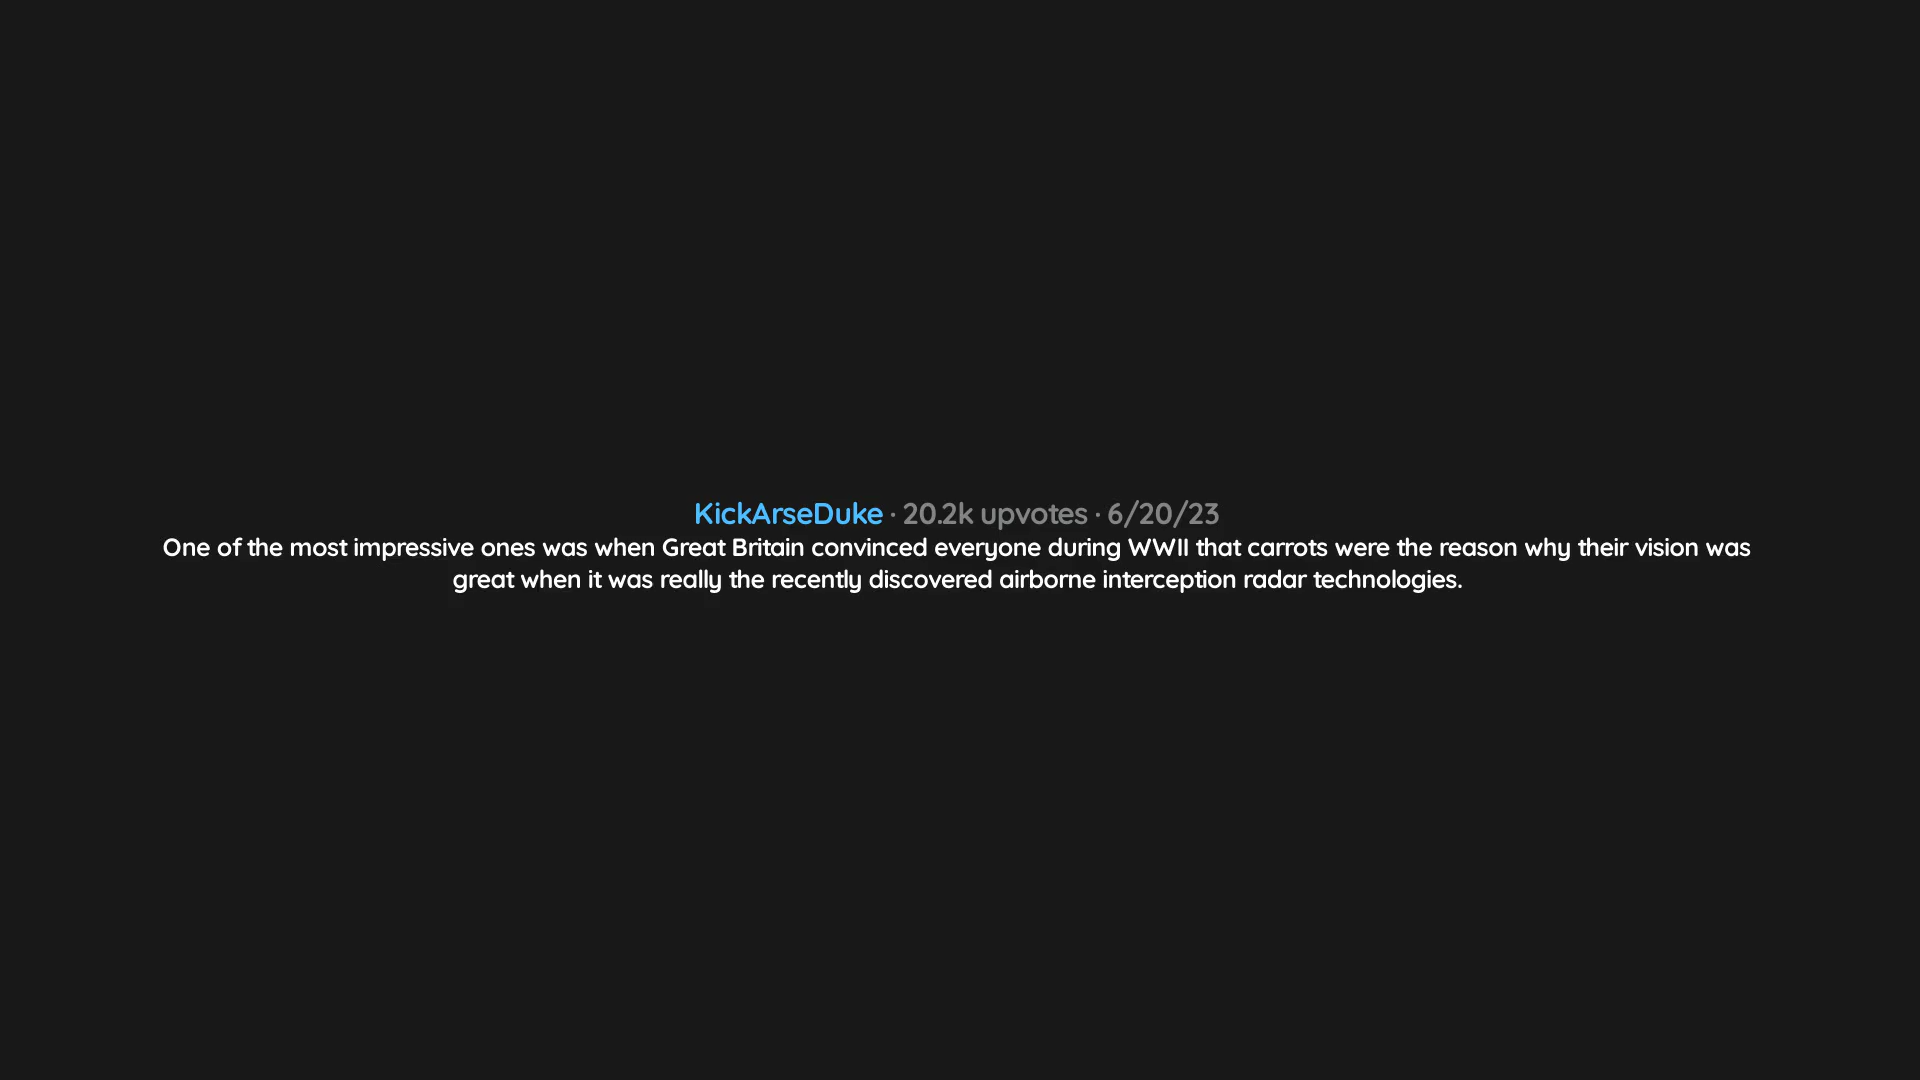 KickArseDuke · 20.2k upvotes · 6/20/23
One of the most impressive ones was when Great Britain convinced everyone during WWII that carrots were the reason why their vision was
great when it was really the recently discovered airborne interception radar technologies.